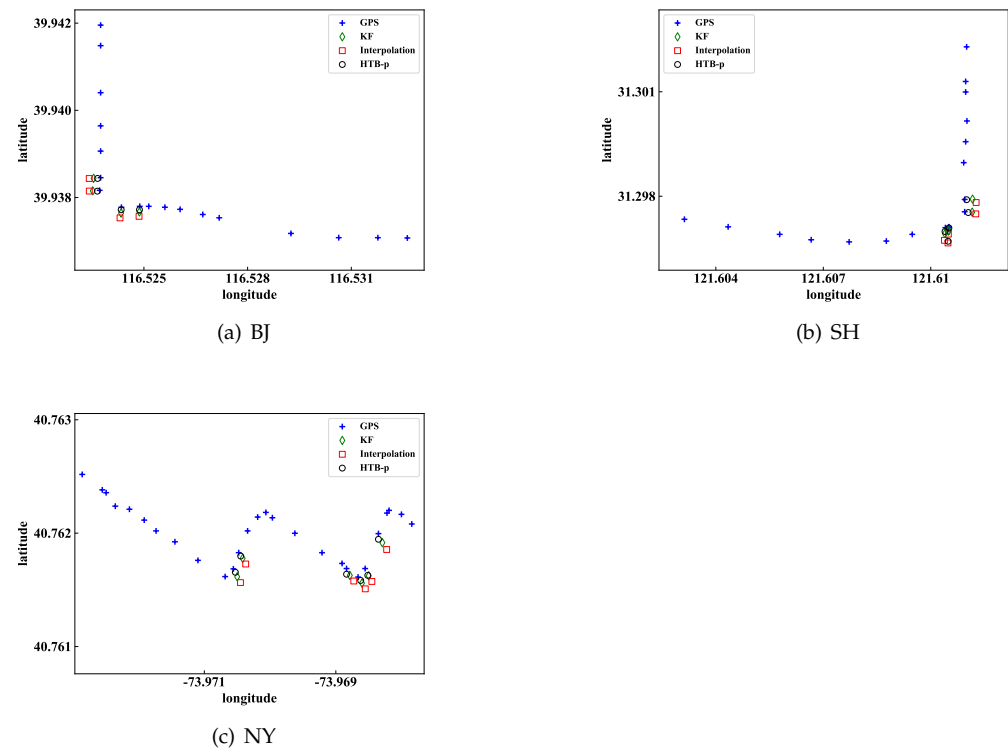 39.942
39.940
39.938
latitude
GPS
KF
Interpolation
HTB-p
116.525
116.528
116.531
longitude
(a) BJ
31.301
31.298
latitude
GPS
KF
Interpolation
HTB-p
121.604
121.607
121.61
longitude
(b) SH
40.763
40.762
40.761
latitude
GPS
KF
Interpolation
HTB-p
-73.971
-73.969
longitude
(c) NY